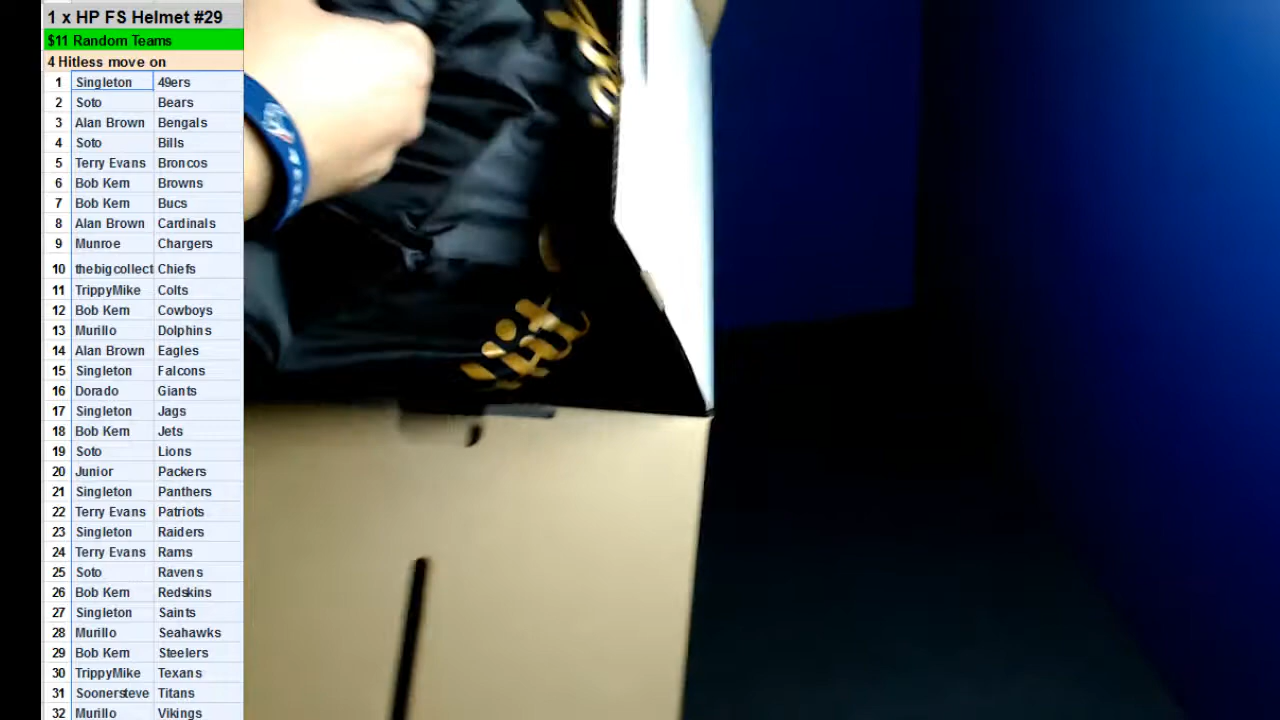 1 x HP FS Helmet #29
$11 Random Teams
4 Hitless move on
1 Singleton 49ers
2 Soto Bears
3 Alan Brown Bengals
4 Soto Bills
5 Terry Evans Broncos
6 Bob Kern Browns
7 Bob Kern Bucs
8 Alan Brown Cardinals
9 Munroe Chargers
10 thebigcollect Chiefs
11 TrippyMike Colts
12 Bob Kern Cowboys
13 Murillo Dolphins
14 Alan Brown Eagles
15 Singleton Falcons
16 Dorado Giants
17 Singleton Jags
18 Bob Kern Jets
19 Soto Lions
20 Junior Packers
21 Singleton Panthers
22 Terry Evans Patriots
23 Singleton Raiders
24 Terry Evans Rams
25 Soto Ravens
26 Bob Kern Redskins
27 Singleton Saints
28 Murillo Seahawks
29 Bob Kern Steelers
30 TrippyMike Texans
31 Soonersteve Titans
32 Murillo Vikings